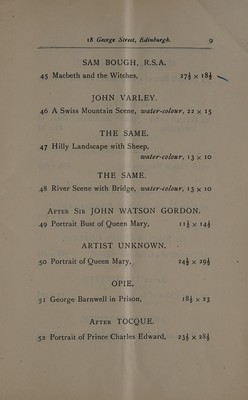 18 George Street, Edinburgh. 9
SAM BOUGH, R.S.A.
45 Macbeth and the Witches, 27½ x 18½
JOHN VARLEY.
46 A Swiss Mountain Scene, water-colour, 22 x 15
THE SAME.
47 Hilly Landscape with Sheep,
water-colour, 13 x 10
THE SAME.
48 River Scene with Bridge, water-colour, 13 x 10
AFTER SIR JOHN WATSON GORDON.
49 Portrait Bust of Queen Mary, 11½ x 14½
ARTIST UNKNOWN.
50 Portrait of Queen Mary, 24½ x 29½
OPIE.
51 George Barnwell in Prison, 18½ x 23
AFTER TOCQUE.
52 Portrait of Prince Charles Edward, 23½ x 28½